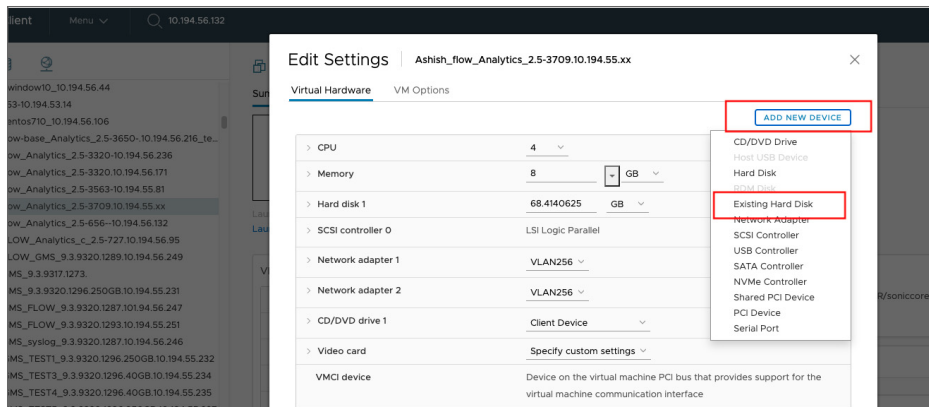 lient Menu 10.194.56.132
window10_10.194.56.44
53-10.194.53.14
entos710_10.194.56.106
ow-base_Analytics_2.5-3650-.10.194.56.216_te...
ow_Analytics_2.5-3320-10.194.56.236
ow_Analytics_2.5-3320.10.194.56.171
ow_Analytics_2.5-3563-10.194.55.81
ow_Analytics_2.5-3709.10.194.55.xx
ow_Analytics_2.5-656--10.194.56.132
LOW_Analytics_c_2.5-727.10.194.56.95
LOW_GMS_9.3.9320.1289.10.194.56.249
MS_9.3.9317.1273.
MS_9.3.9320.1296.250GB.10.194.55.231
MS_FLOW_9.3.9320.1287.101.94.56.247
MS_FLOW_9.3.9320.1293.10.194.55.251
MS_syslog_9.3.9320.1287.10.194.56.246
MS_TEST1_9.3.9320.1296.250GB.10.194.55.232
MS_TEST3_9.3.9320.1296.40GB.10.194.55.234
MS_TEST4_9.3.9320.1296.40GB.10.194.55.235
Sun
Lau
Lau
V
Edit Settings Ashish_flow_Analytics_2.5-3709.10.194.55.xx
Virtual Hardware VM Options
ADD NEW DEVICE
CPU 4
Memory 8 GB
Hard disk 1 68.4140625 GB
SCSI controller 0 LSI Logic Parallel
Network adapter 1 VLAN256
Network adapter 2 VLAN256
CD/DVD drive 1 Client Device
Video card Specify custom settings
VMCI device Device on the virtual machine PCI bus that provides support for the
virtual machine communication interface
CD/DVD Drive
Host USB Device
Hard Disk
RDM Disk
Existing Hard Disk
Network Adapter
SCSI Controller
USB Controller
SATA Controller
NVMe Controller
Shared PCI Device
PCI Device
Serial Port
R/soniccore